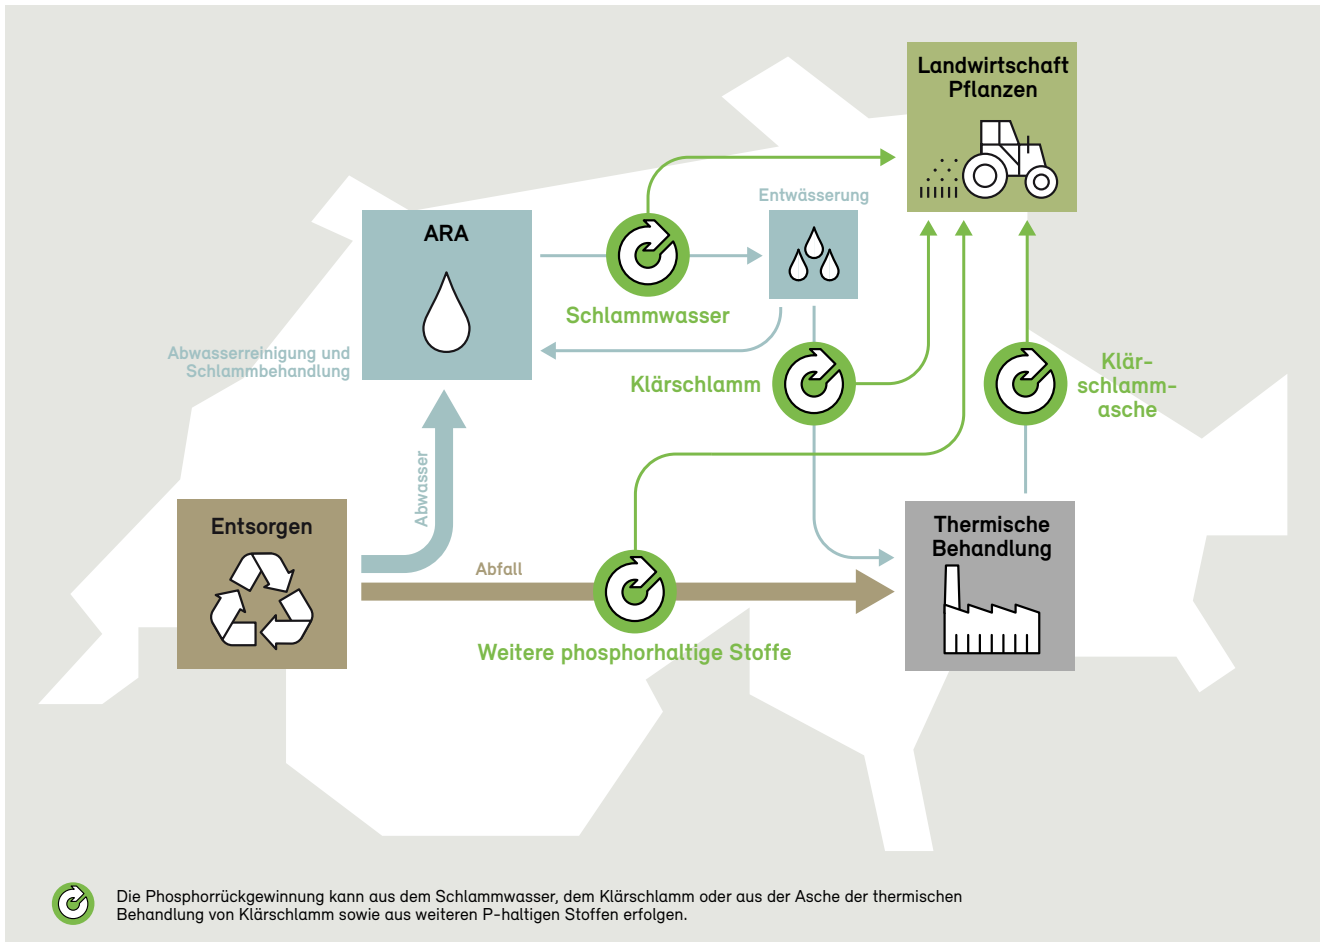 Landwirtschaft
Pflanzen
Entwässerung
ARA
Schlammwasser
Abwasserreinigung und
Schlammbehandlung
Klärschlamm
Klär-
schlamm-
asche
Abwasser
Entsorgen
Thermische
Behandlung
Abfall
Weitere phosphorhaltige Stoffe
Die Phosphorrückgewinnung kann aus dem Schlammwasser, dem Klärschlamm oder aus der Asche der thermischen
Behandlung von Klärschlamm sowie aus weiteren P-haltigen Stoffen erfolgen.